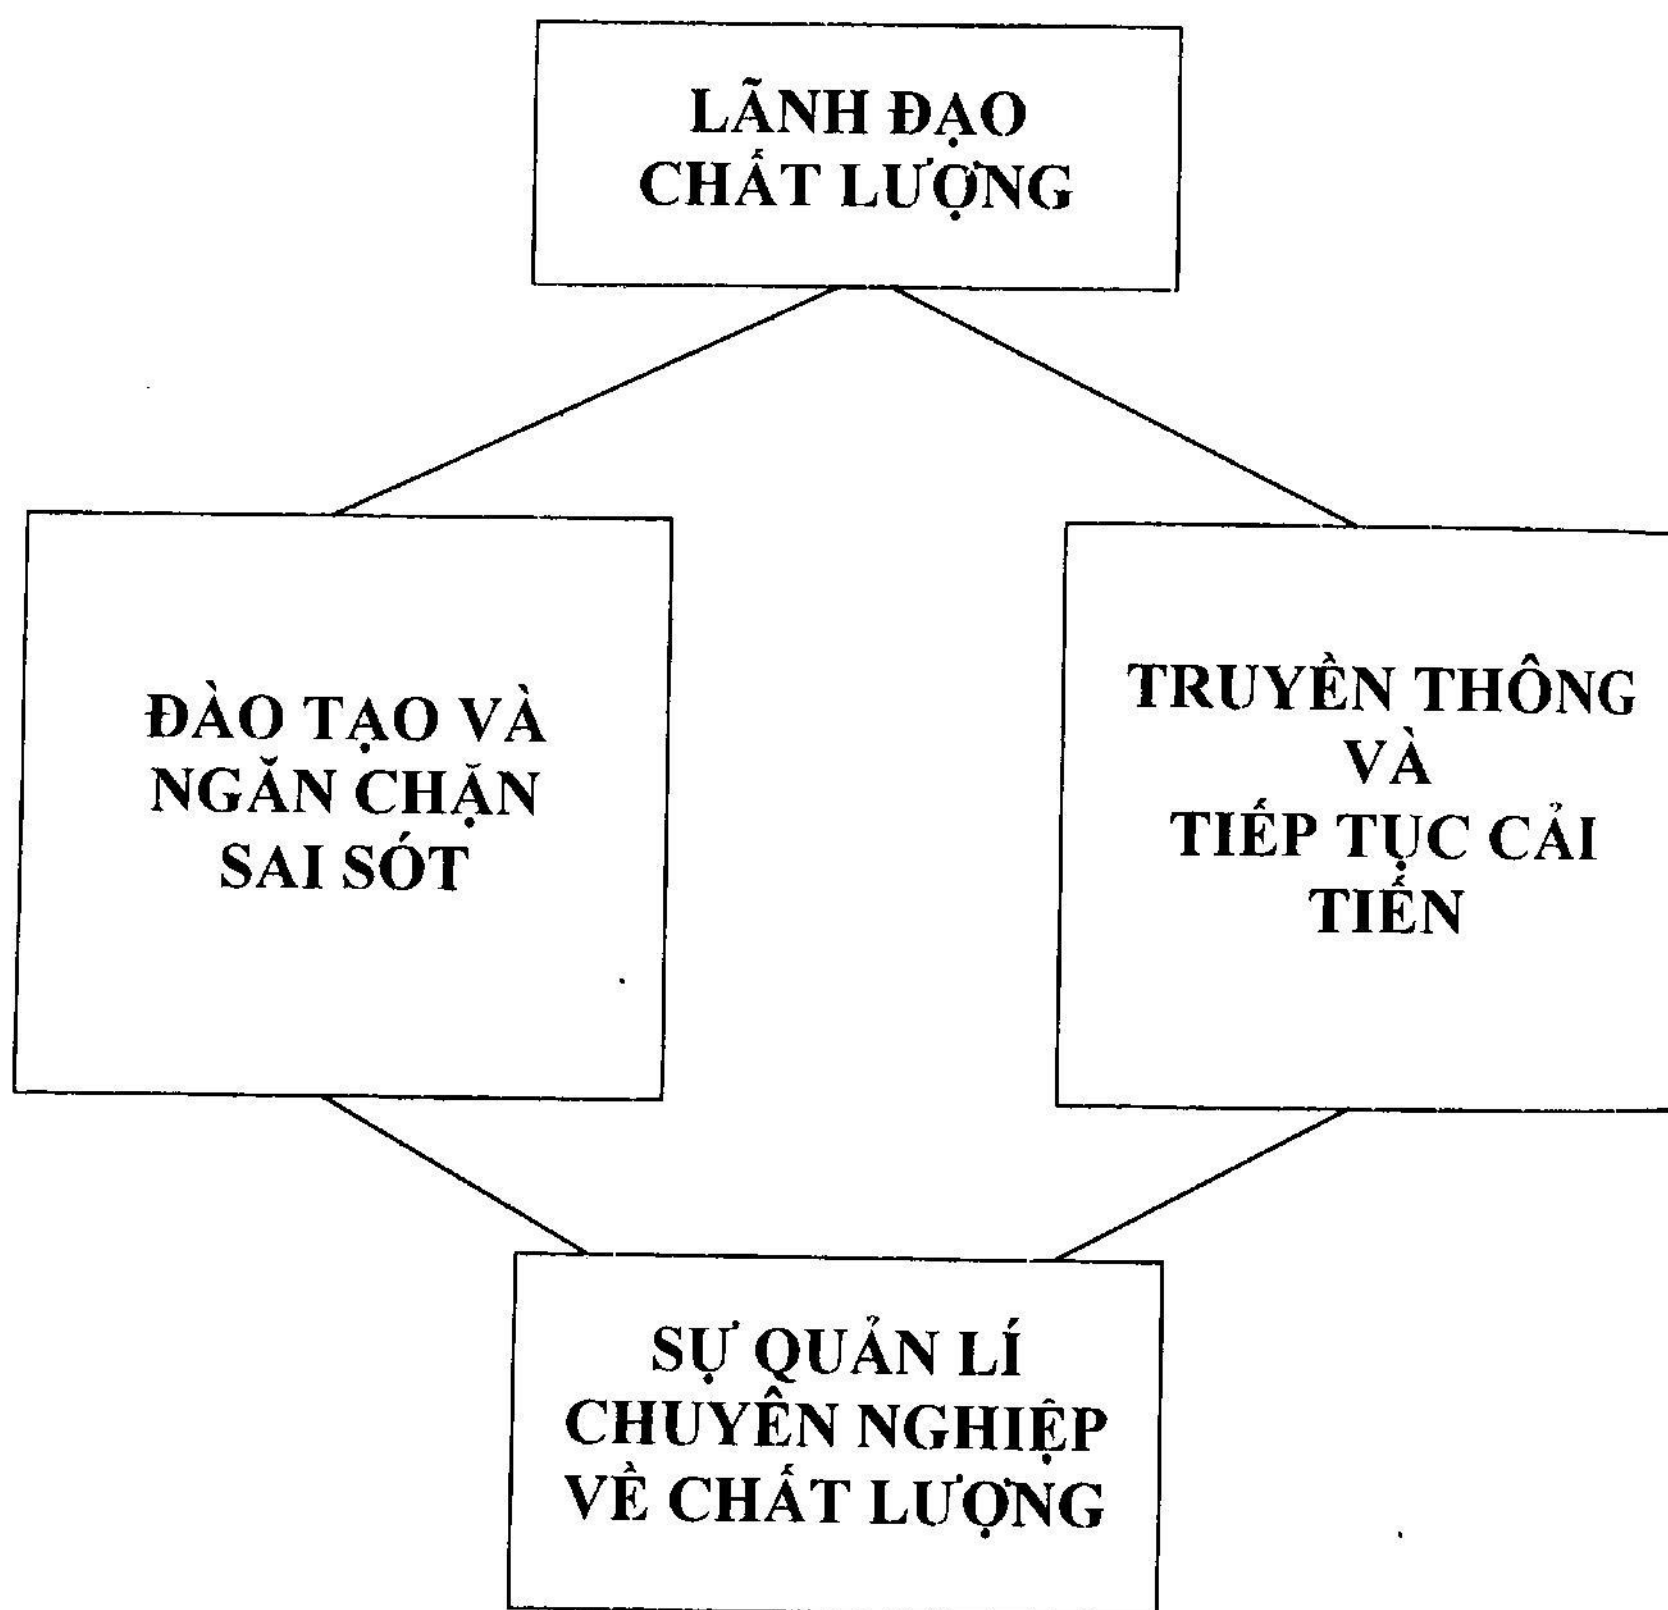 LÃNH ĐẠO
CHẤT LƯỢNG
ĐÀO TẠO VÀ
NGĂN CHẶN
SAI SÓT
TRUYỀN THÔNG
VÀ
TIẾP TỤC CẢI
TIẾN
SỰ QUẢN LÍ
CHUYÊN NGHIỆP
VỀ CHẤT LƯỢNG